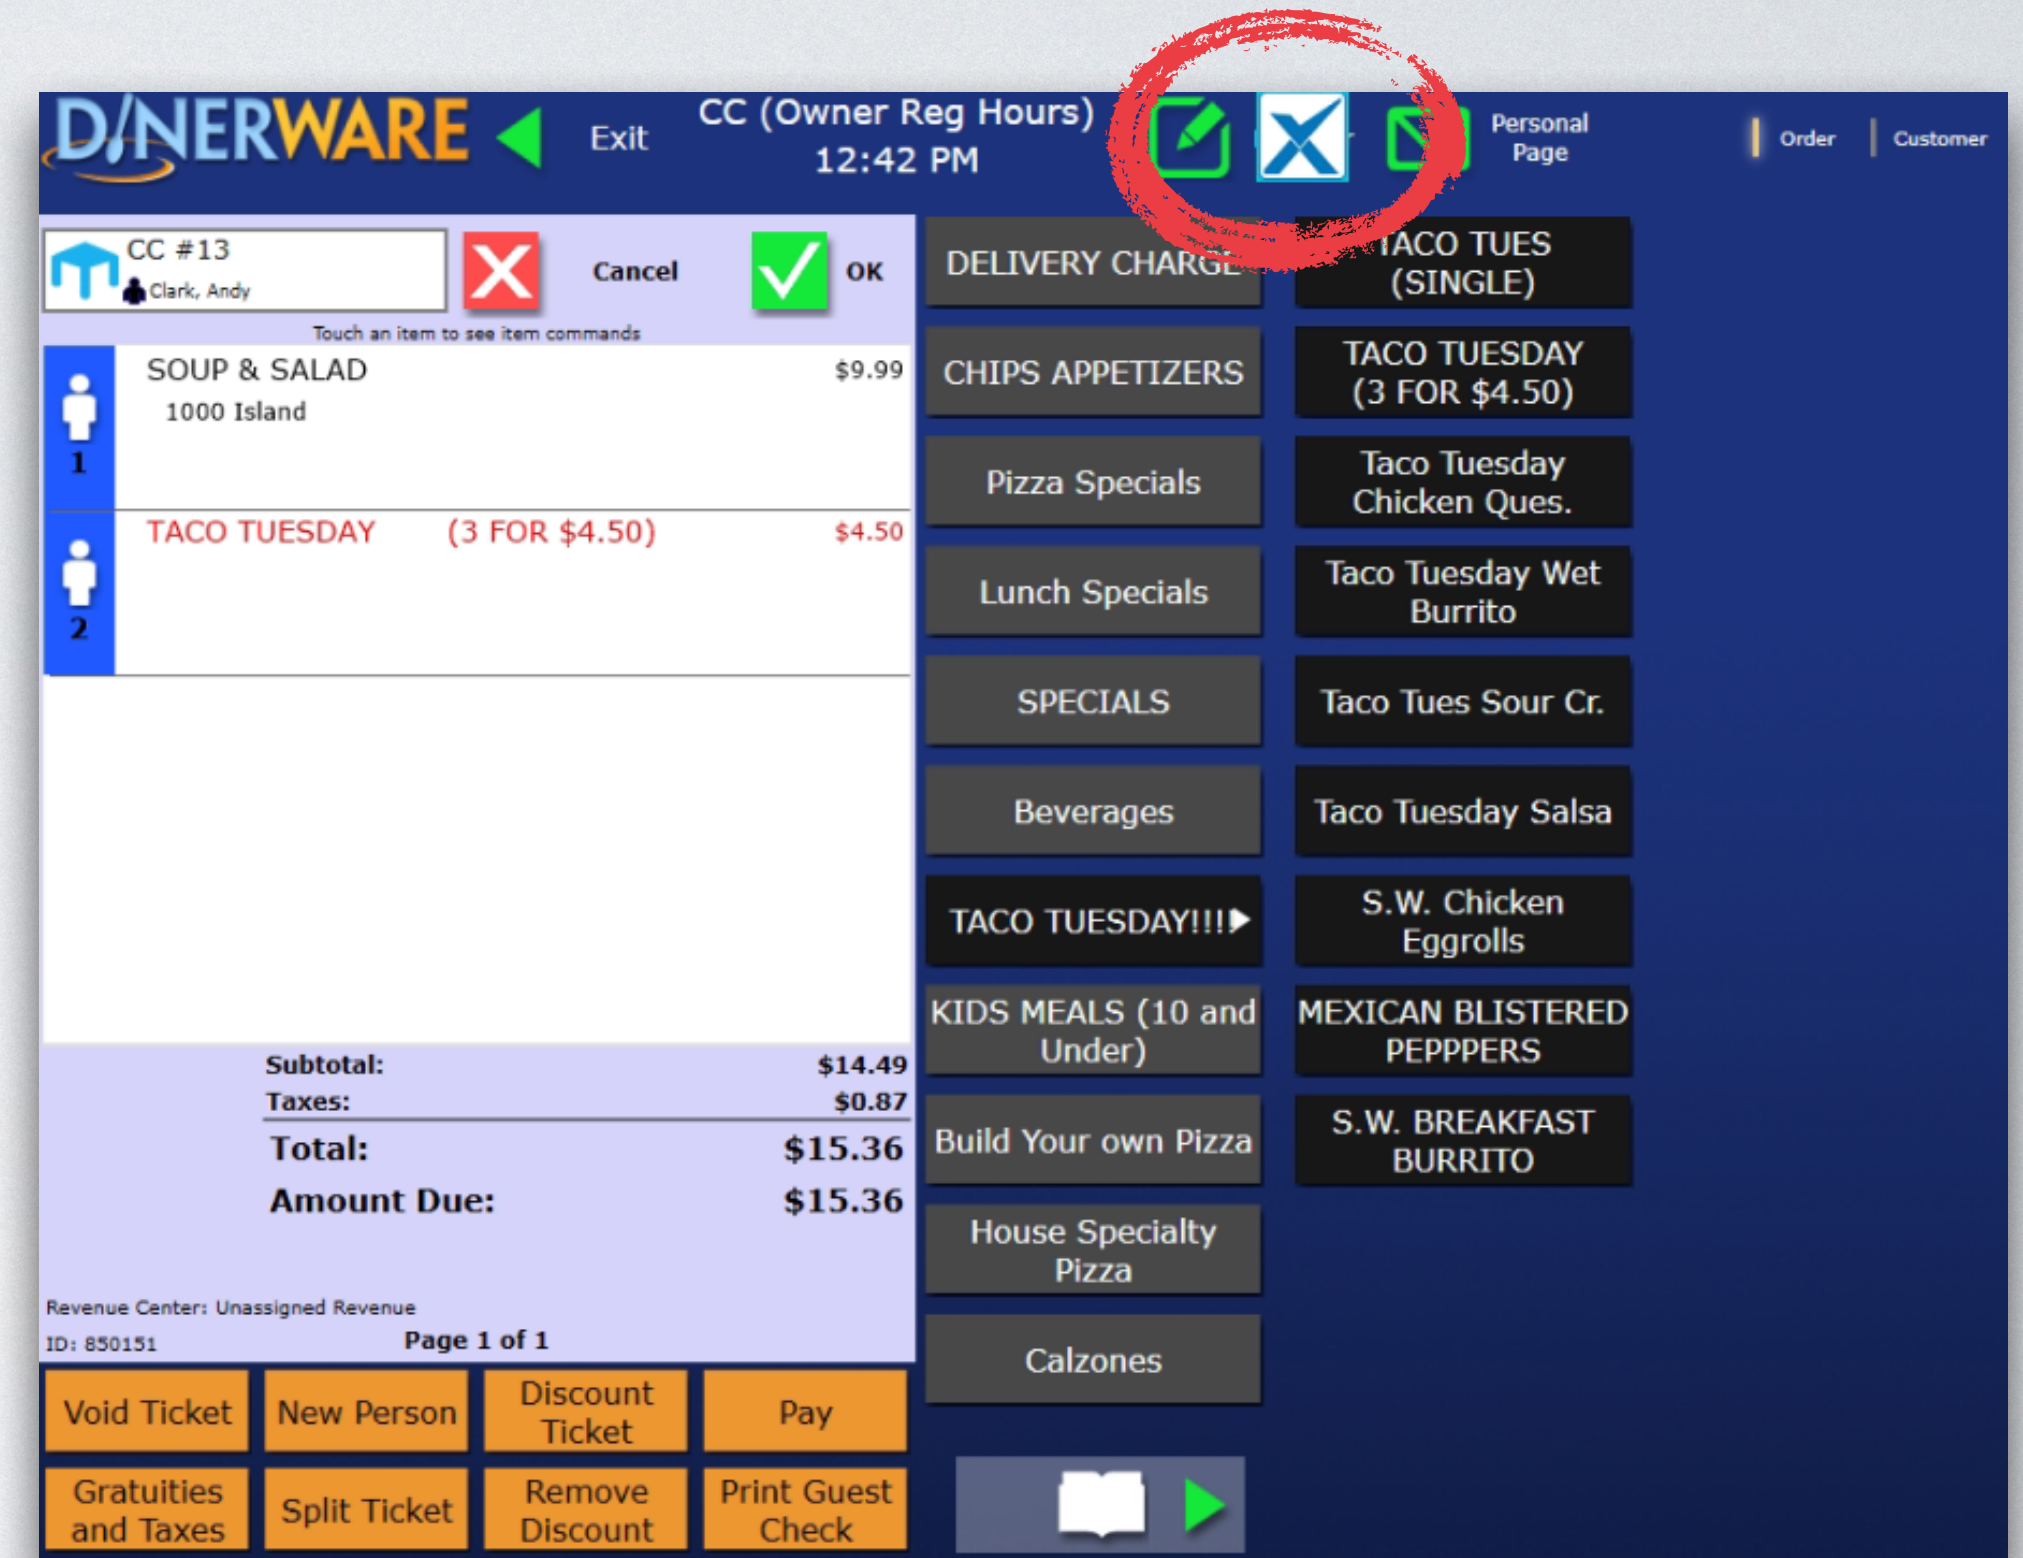 DINERWARE
Exit
CC (Owner Reg Hours)
12:42 PM
Personal
Page
Order
Customer
CC #13
Clark, Andy
Cancel
OK
Touch an item to see item commands
1
SOUP & SALAD $9.99
1000 Island
2
TACO TUESDAY (3 FOR $4.50) $4.50
Subtotal: $14.49
Taxes: $0.87
Total: $15.36
Amount Due: $15.36
Revenue Center: Unassigned Revenue
ID: 850151
Page 1 of 1
Void Ticket
New Person
Discount
Ticket
Pay
Gratuities
and Taxes
Split Ticket
Remove
Discount
Print Guest
Check
DELIVERY CHARGE
CHIPS APPETIZERS
Pizza Specials
Lunch Specials
SPECIALS
Beverages
TACO TUESDAY!!!!
KIDS MEALS (10 and
Under)
Build Your own Pizza
House Specialty
Pizza
Calzones
TACO TUES
(SINGLE)
TACO TUESDAY
(3 FOR $4.50)
Taco Tuesday
Chicken Ques.
Taco Tuesday Wet
Burrito
Taco Tues Sour Cr.
Taco Tuesday Salsa
S.W. Chicken
Eggrolls
MEXICAN BLISTERED
PEPPPERS
S.W. BREAKFAST
BURRITO